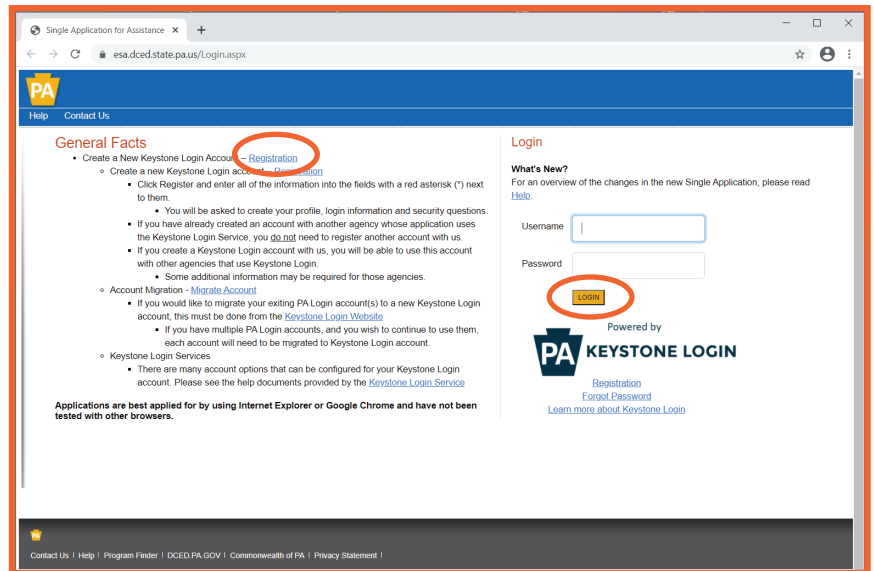 Single Application for Assistance
esa.dced.state.pa.us/Login.aspx
PA
Help Contact Us
General Facts
• Create a New Keystone Login Account – Registration
Create a new Keystone Login account – Registration
Click Register and enter all of the information into the fields with a red asterisk (*) next
to them.
You will be asked to create your profile, login information and security questions.
If you have already created an account with another agency whose application uses
the Keystone Login Service, you do not need to register another account with us.
If you create a Keystone Login account with us, you will be able to use this account
with other agencies that use Keystone Login.
Some additional information may be required for those agencies.
Account Migration - Migrate Account
If you would like to migrate your exiting PA Login account(s) to a new Keystone Login
account, this must be done from the Keystone Login Website
If you have multiple PA Login accounts, and you wish to continue to use them,
each account will need to be migrated to Keystone Login account.
Keystone Login Services
There are many account options that can be configured for your Keystone Login
account. Please see the help documents provided by the Keystone Login Service
Applications are best applied for by using Internet Explorer or Google Chrome and have not been
tested with other browsers.
Login
What's New?
For an overview of the changes in the new Single Application, please read
Help.
Username
Password
LOGIN
Powered by
PA KEYSTONE LOGIN
Registration
Forgot Password
Learn more about Keystone Login
PA
Contact Us | Help | Program Finder | DCED.PA.GOV | Commonwealth of PA | Privacy Statement |